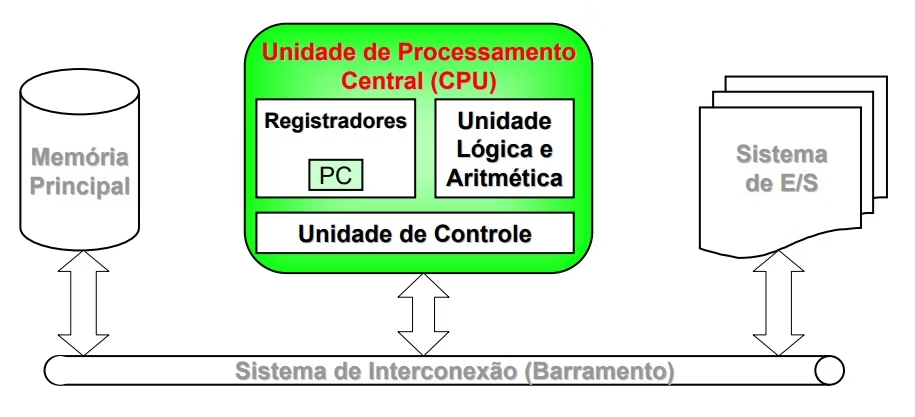 Unidade de Processamento
Central (CPU)
Memória
Principal
Registradores
PC
Unidade
Lógica e
Aritmética
Unidade de Controle
Sistema
de E/S
Sistema de Interconexão (Barramento)